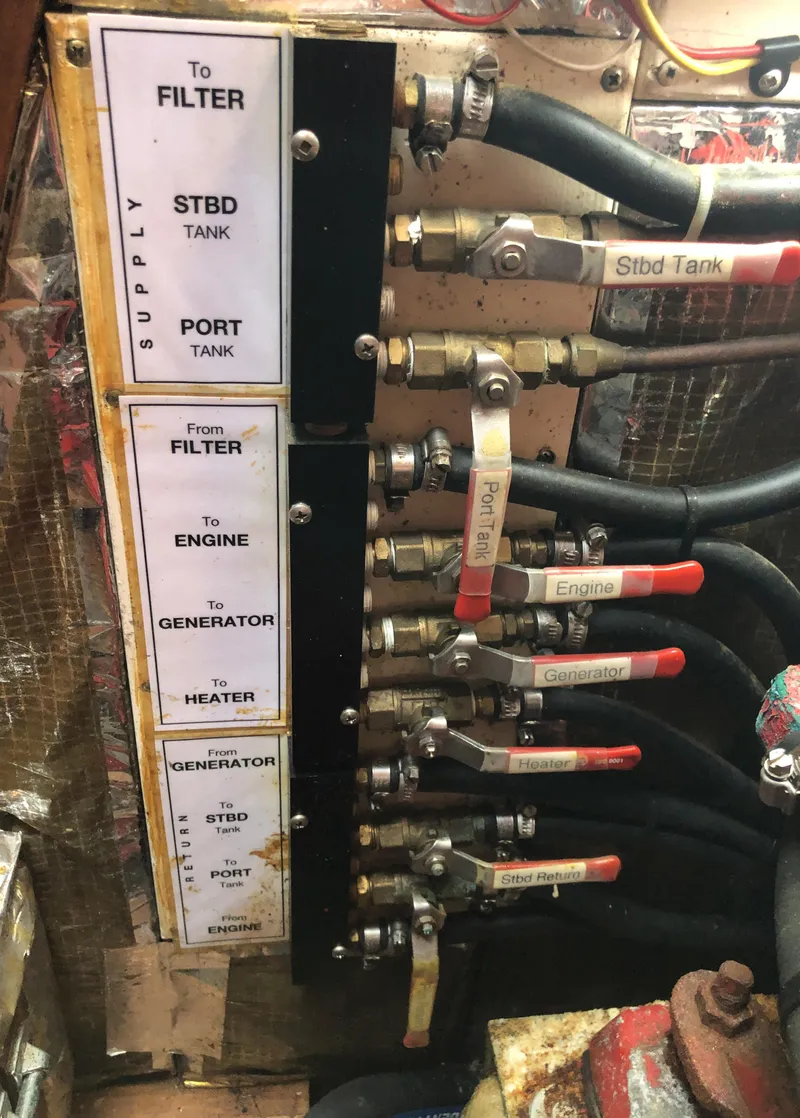 To
FILTER
STBD
TANK
SUPPLY
PORT
TANK
Stbd Tank
Port Tank
From
FILTER
To
ENGINE
To
GENERATOR
To
HEATER
Engine
Generator
Heater
From
GENERATOR
To
STBD
Tank
RETURN
To
PORT
Tank
From
ENGINE
Stbd Return